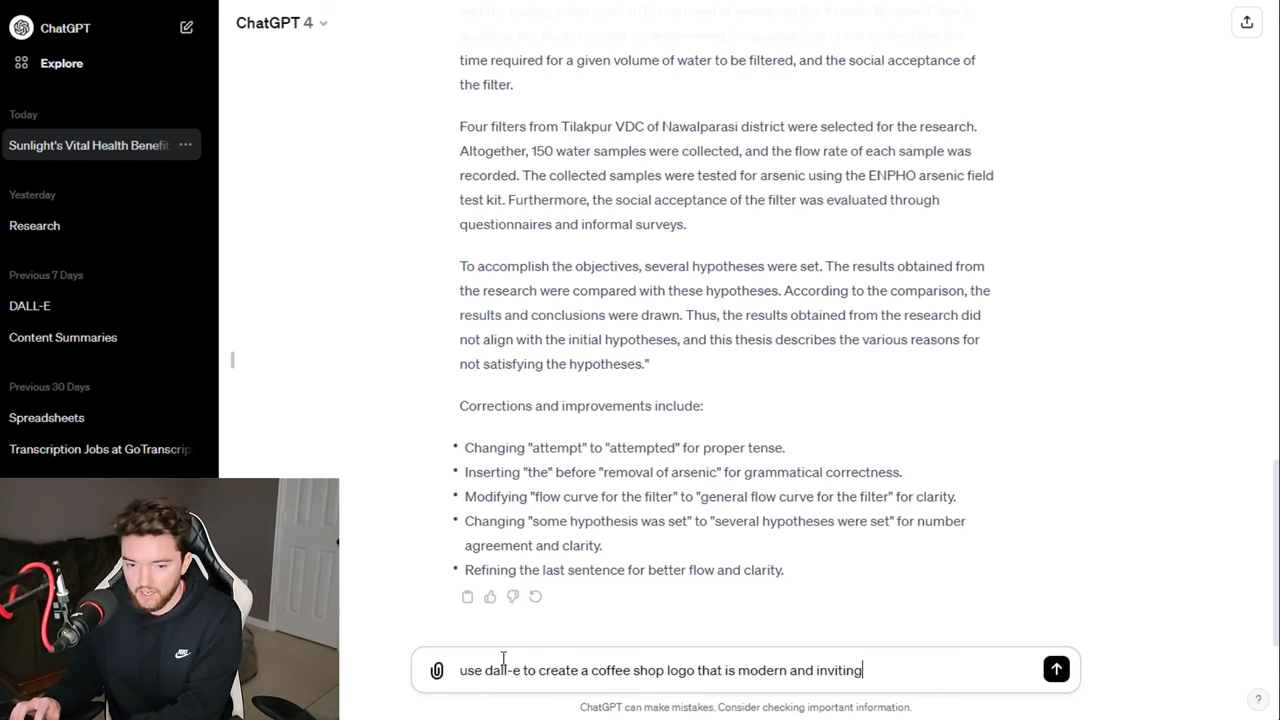 ChatGPT
Explore
Today
Sunlight's Vital Health Benefit
Yesterday
Research
Previous 7 Days
DALL-E
Content Summaries
Previous 30 Days
Spreadsheets
Transcription Jobs at GoTranscrip
ChatGPT 4
time required for a given volume of water to be filtered, and the social acceptance of
the filter.
Four filters from Tilakpur VDC of Nawalparasi district were selected for the research.
Altogether, 150 water samples were collected, and the flow rate of each sample was
recorded. The collected samples were tested for arsenic using the ENPHO arsenic field
test kit. Furthermore, the social acceptance of the filter was evaluated through
questionnaires and informal surveys.
To accomplish the objectives, several hypotheses were set. The results obtained from
the research were compared with these hypotheses. According to the comparison, the
results and conclusions were drawn. Thus, the results obtained from the research did
not align with the initial hypotheses, and this thesis describes the various reasons for
not satisfying the hypotheses."
Corrections and improvements include:
• Changing "attempt" to "attempted" for proper tense.
• Inserting "the" before "removal of arsenic" for grammatical correctness.
• Modifying "flow curve for the filter" to "general flow curve for the filter" for clarity.
• Changing "some hypothesis was set" to "several hypotheses were set" for number
agreement and clarity.
• Refining the last sentence for better flow and clarity.
use dall-e to create a coffee shop logo that is modern and inviting
ChatGPT can make mistakes. Consider checking important information.
?